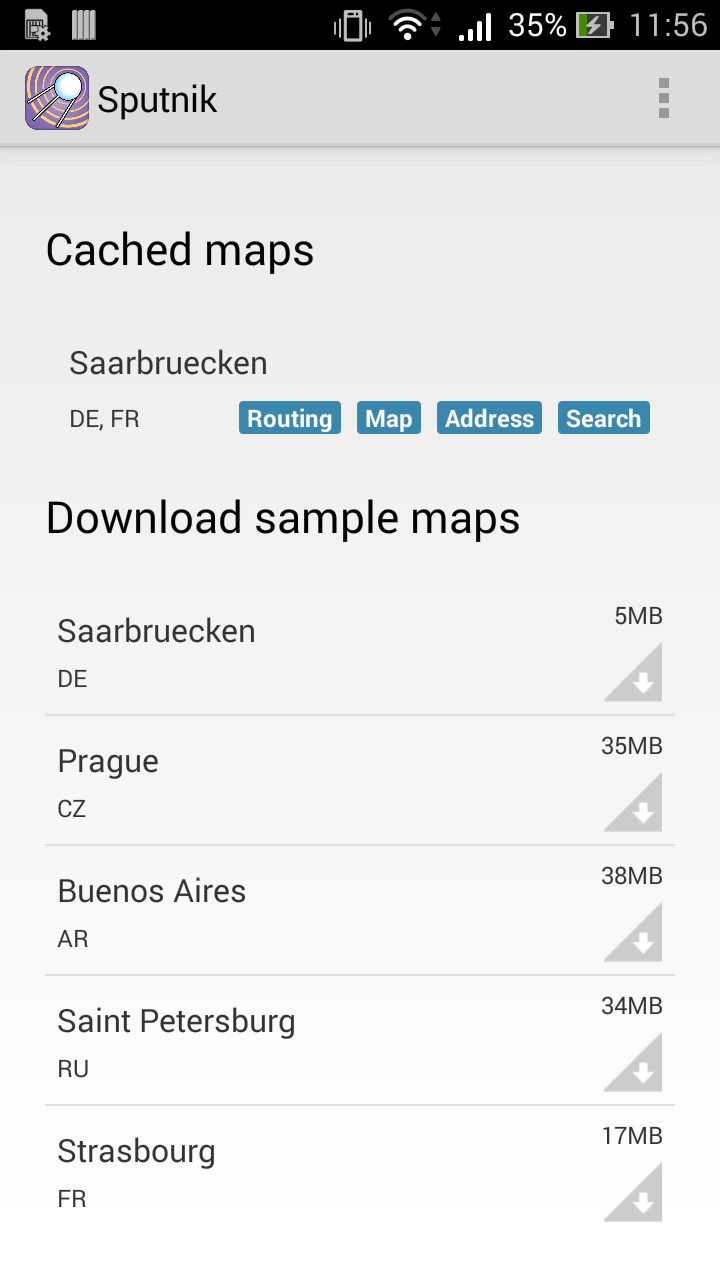 35% 11:56
Sputnik
Cached maps
Saarbruecken
DE, FR Routing Map Address Search
Download sample maps
Saarbruecken 5MB
DE
Prague 35MB
CZ
Buenos Aires 38MB
AR
Saint Petersburg 34MB
RU
Strasbourg 17MB
FR